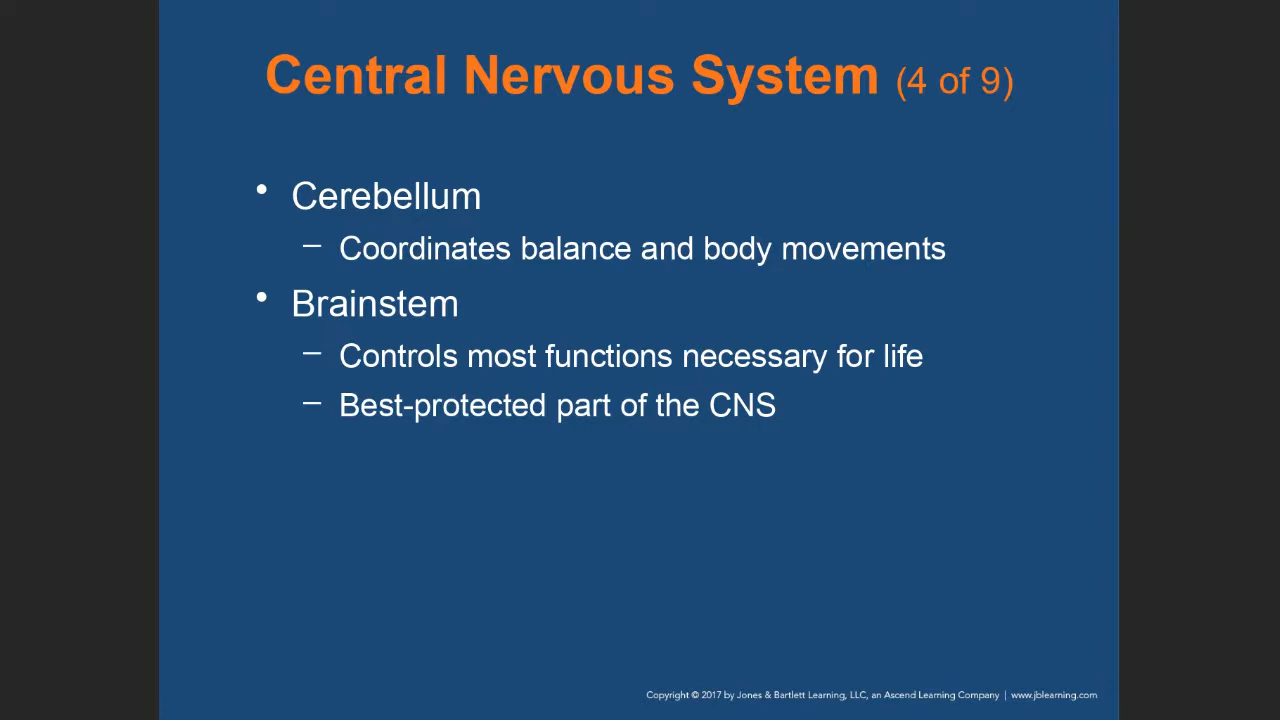 Central Nervous System (4 of 9)
• Cerebellum
– Coordinates balance and body movements
• Brainstem
– Controls most functions necessary for life
– Best-protected part of the CNS
Copyright © 2017 by Jones & Bartlett Learning, LLC, an Ascend Learning Company | www.jblearning.com